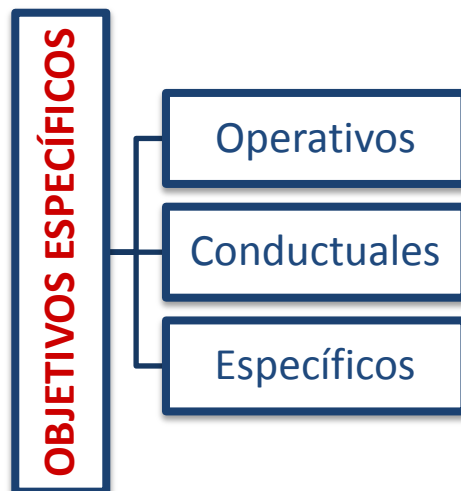 OBJETIVOS ESPECÍFICOS
Operativos
Conductuales
Específicos